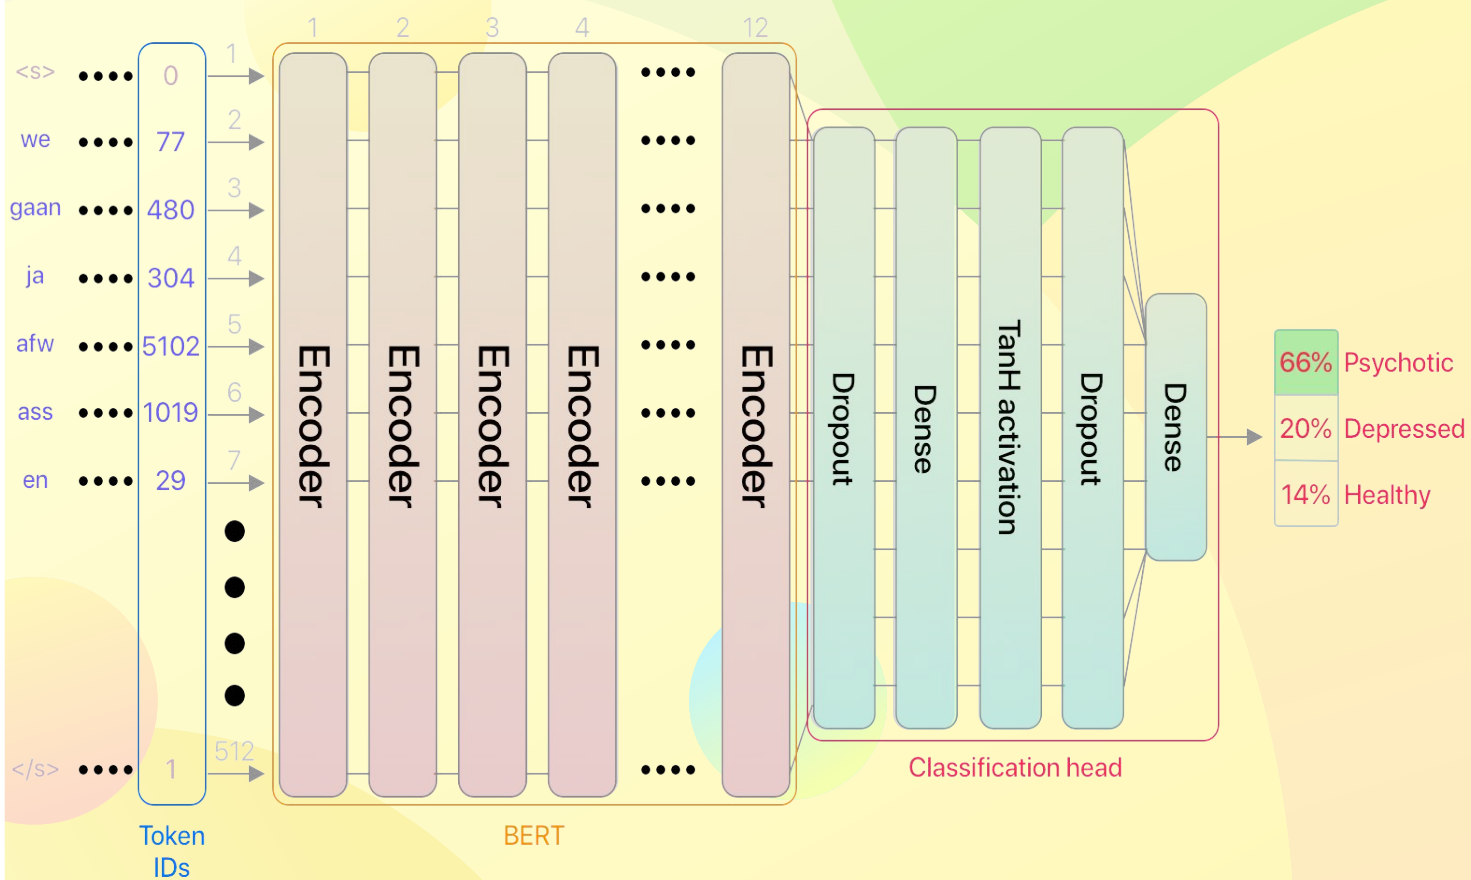 1 2 3 4 12
<s> 0 1
we 77 2
gaan 480 3
ja 304 4
afw 5102 5
ass 1019 6
en 29 7
</s> 1 512
Token
IDs
Encoder
Encoder
Encoder
Encoder
Encoder
BERT
Dropout
Dense
TanH activation
Dropout
Dense
Classification head
66% Psychotic
20% Depressed
14% Healthy